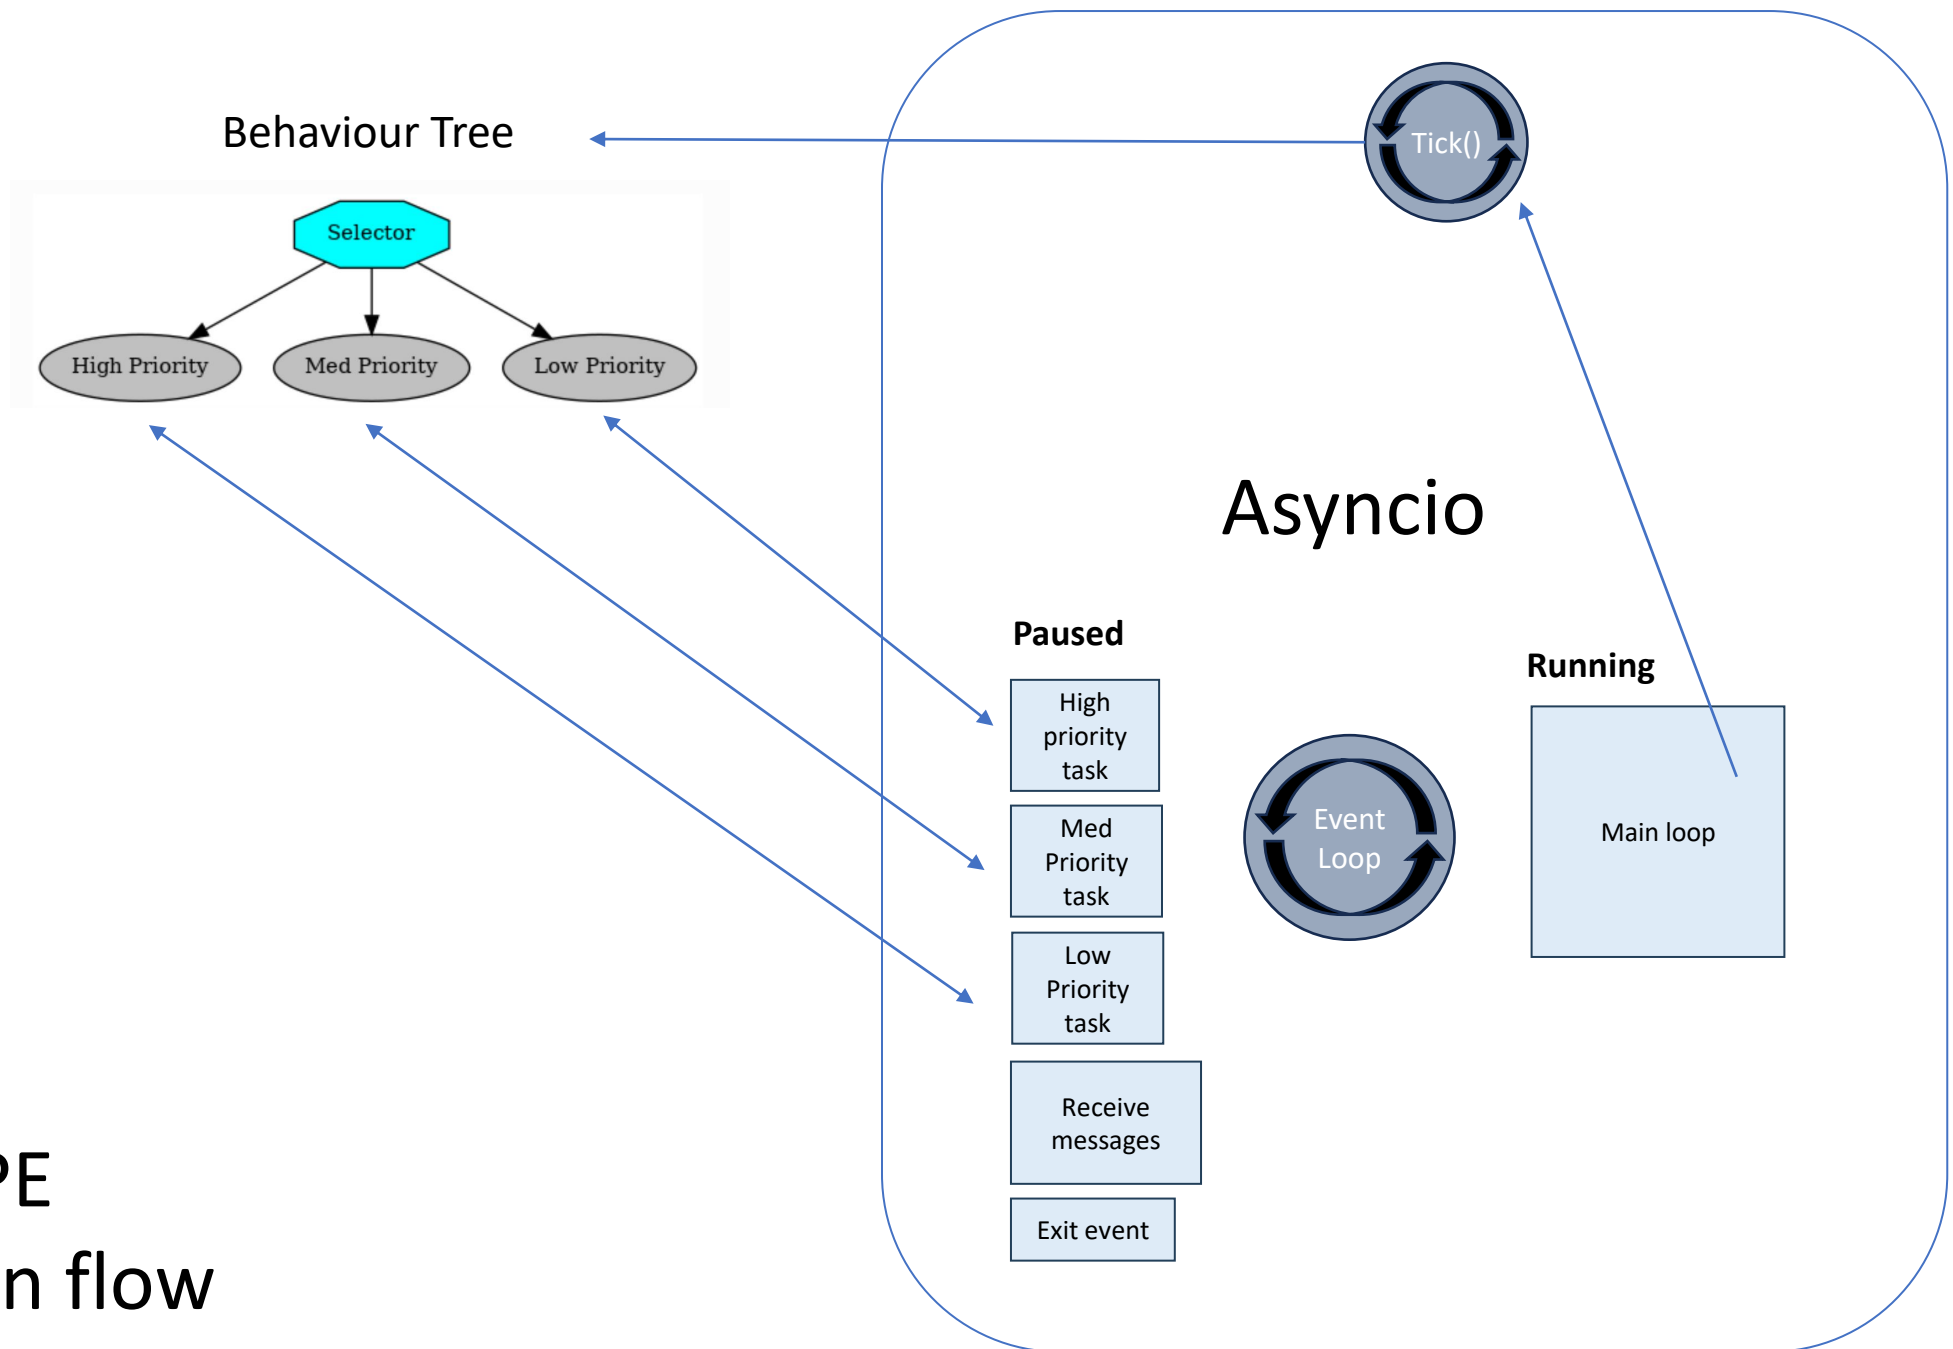 Behaviour Tree
Selector
High Priority
Med Priority
Low Priority
Tick()
Asyncio
Paused
High
priority
task
Med
Priority
task
Low
Priority
task
Receive
messages
Exit event
Event
Loop
Running
Main loop
PE
n flow